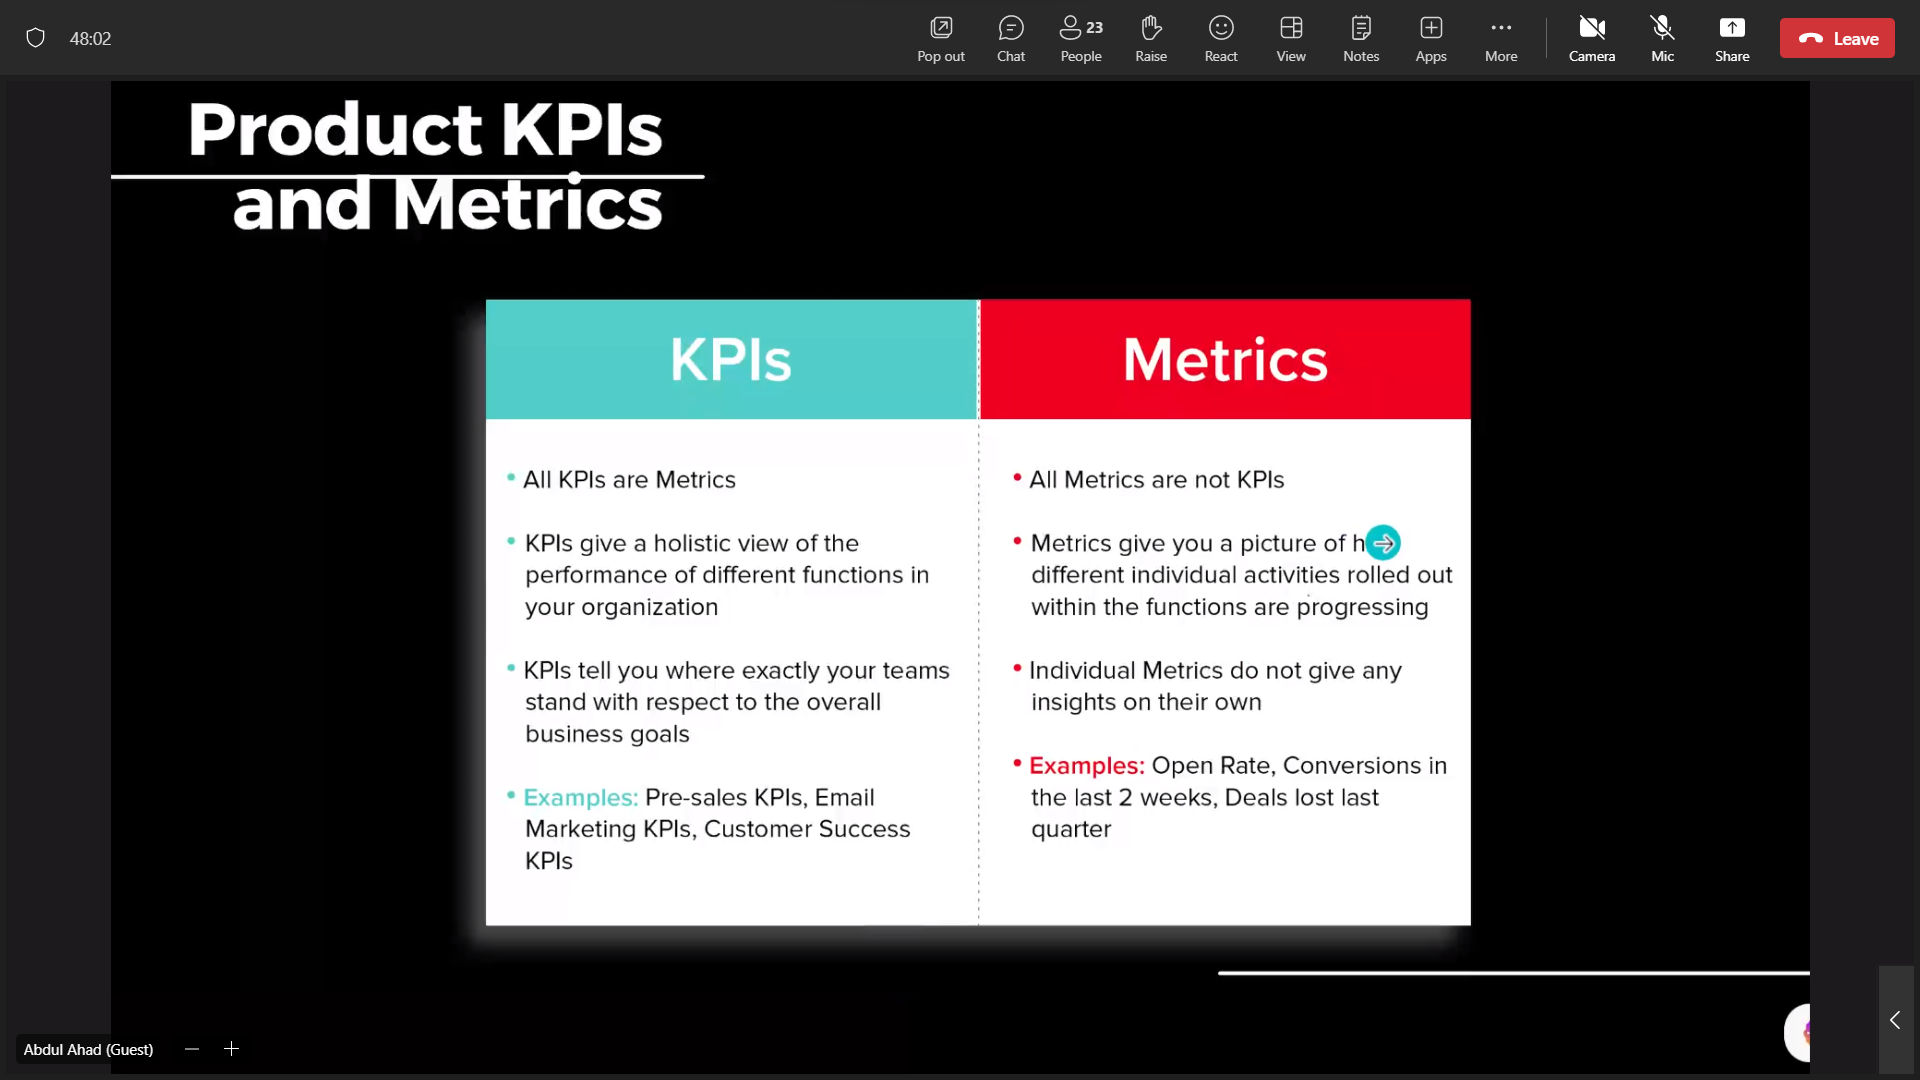 48:02
Pop out
Chat
23
People
Raise
React
View
Notes
Apps
More
Camera
Mic
Share
Leave
Product KPIs
and Metrics
KPIs
• All KPIs are Metrics
• KPIs give a holistic view of the
performance of different functions in
your organization
• KPIs tell you where exactly your teams
stand with respect to the overall
business goals
• Examples: Pre-sales KPIs, Email
Marketing KPIs, Customer Success
KPIs
Metrics
• All Metrics are not KPIs
• Metrics give you a picture of
different individual activities rolled out
within the functions are progressing
• Individual Metrics do not give any
insights on their own
• Examples: Open Rate, Conversions in
the last 2 weeks, Deals lost last
quarter
Abdul Ahad (Guest)